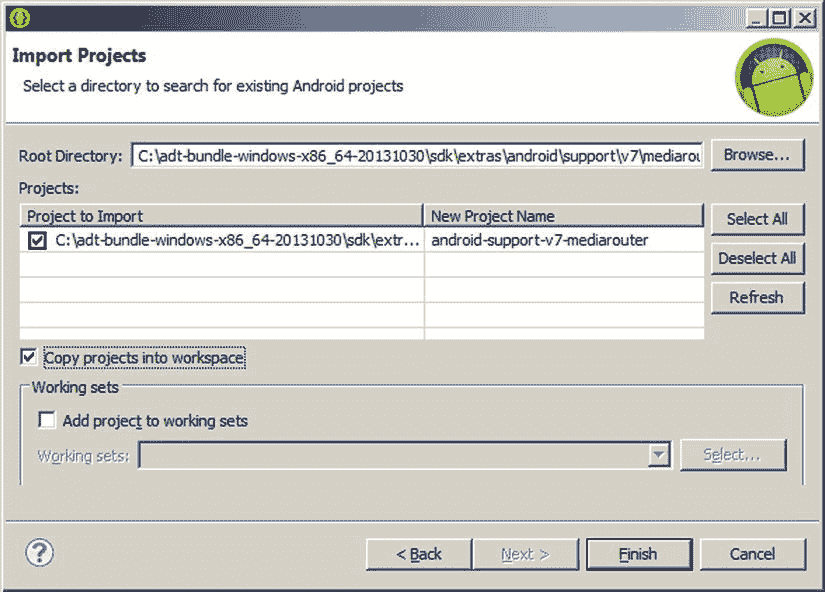 Import Projects
Select a directory to search for existing Android projects
Root Directory: C:\adt-bundle-windows-x86_64-20131030\sdk\extras\android\support\v7\mediarou Browse...
Projects:
Project to Import New Project Name Select All
C:\adt-bundle-windows-x86_64-20131030\sdk\extr... android-support-v7-mediarouter
Deselect All
Refresh
Copy projects into workspace
Working sets
Add project to working sets
Working sets: Select...
? < Back Next > Finish Cancel